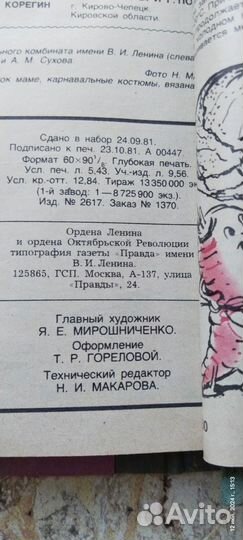 КОРЕГИН
г. Кирово-Чепецк
Кировской области
ного комбината имени В. И. Ленина (слева
и А. М. Сухова
Фото Н. М.
ок маме, карнавальные костюмы, вязана
Сдано в набор 24.09.81.
Подписано к печ. 23.10.81. А 00447.
Формат 60×90¹/₈. Глубокая печать.
Усл. печ. л. 5,43. Уч.-изд. л. 9,56.
Усл. кр.-отт. 12,84. Тираж 13 350 000 эк
(1-й завод: 1—8 725 900 экз.).
Изд. № 2617. Заказ № 1370.
Ордена Ленина
и ордена Октябрьской Революции
типография газеты «Правда» имени
В. И. Ленина.
125865, ГСП. Москва, А-137, улица
«Правды», 24.
Главный художник
Я. Е. МИРОШНИЧЕНКО.
Оформление
Т. Р. ГОРЕЛОВОЙ.
Технический редактор
Н. И. МАКАРОВА.
Avito